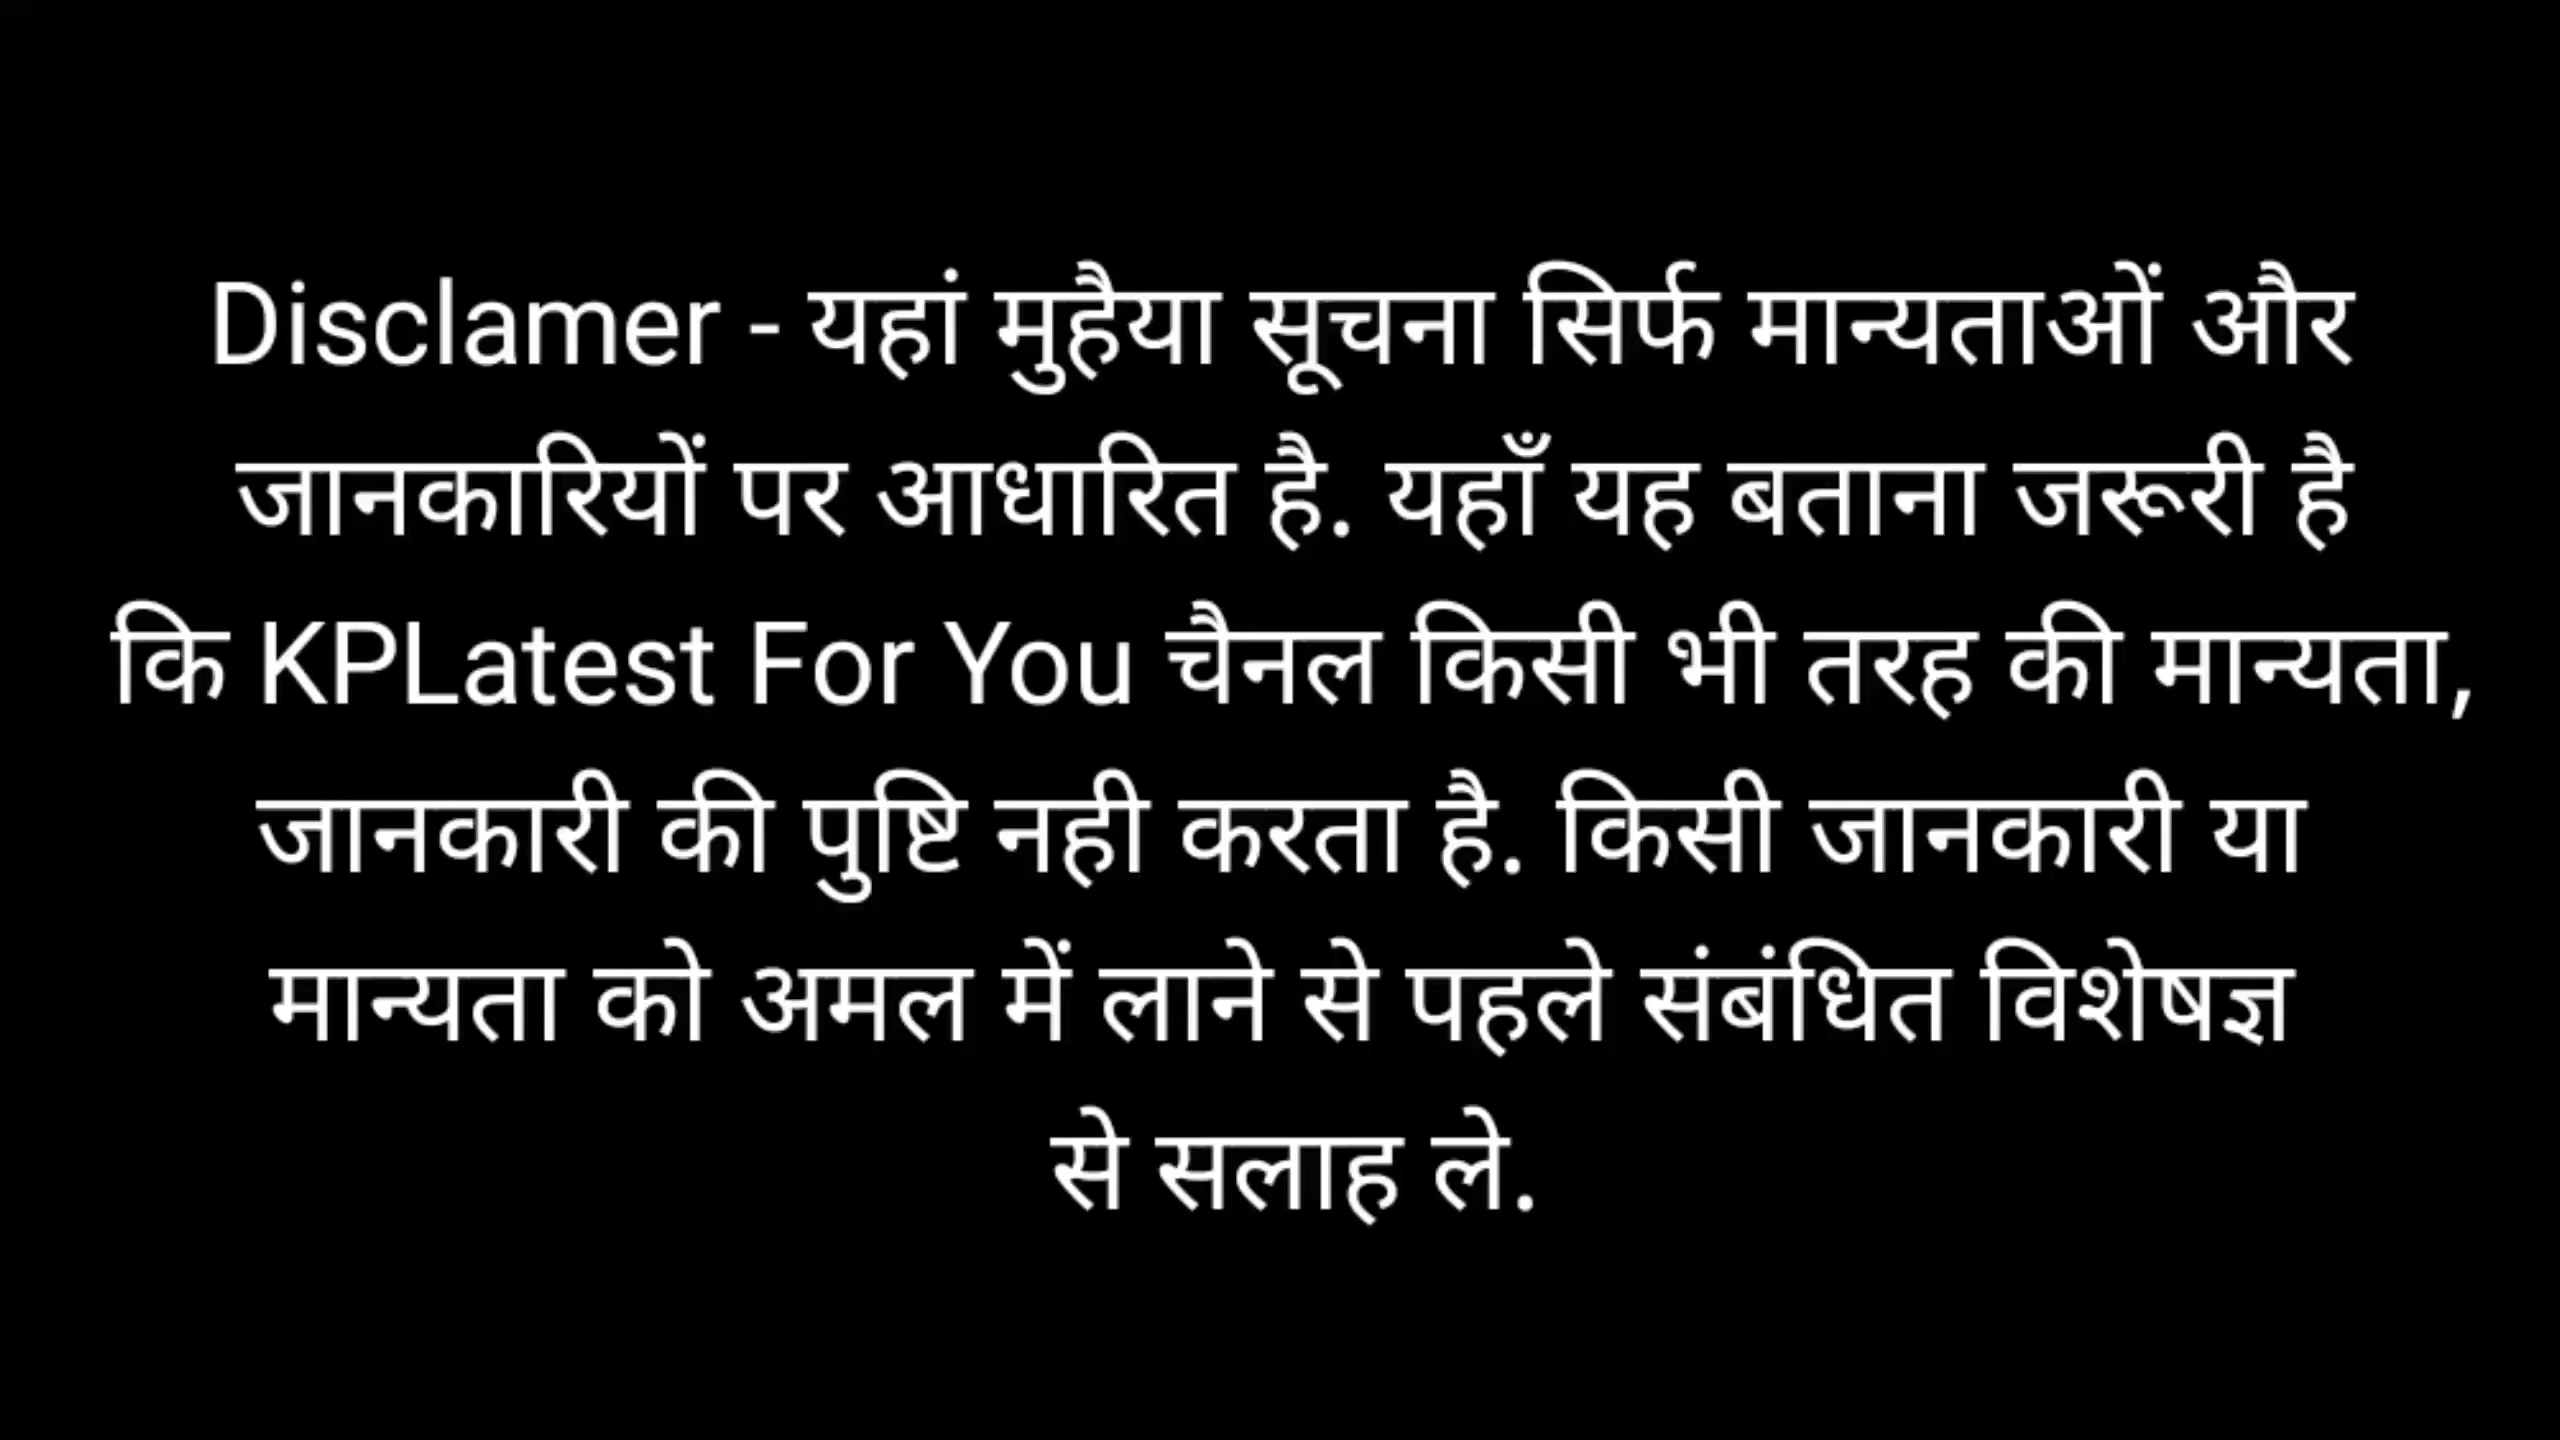 Disclamer - यहां मुहैया सूचना सिर्फ मान्यताओं और
जानकारियों पर आधारित है. यहाँ यह बताना जरूरी है
कि KPLatest For You चैनल किसी भी तरह की मान्यता,
जानकारी की पुष्टि नही करता है. किसी जानकारी या
मान्यता को अमल में लाने से पहले संबंधित विशेषज्ञ
से सलाह ले.